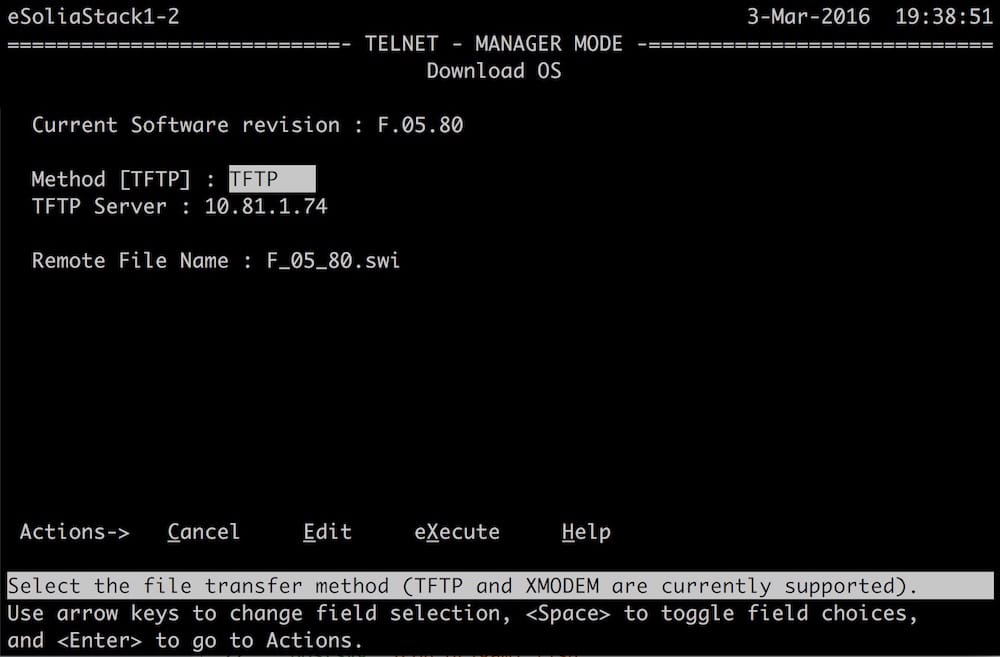 eSoliaStack1-2 3-Mar-2016 19:38:51
===========================- TELNET - MANAGER MODE -============================
Download OS
Current Software revision : F.05.80
Method [TFTP] : TFTP
TFTP Server : 10.81.1.74
Remote File Name : F_05_80.swi
Actions-> Cancel Edit eXecute Help
Select the file transfer method (TFTP and XMODEM are currently supported).
Use arrow keys to change field selection, <Space> to toggle field choices,
and <Enter> to go to Actions.